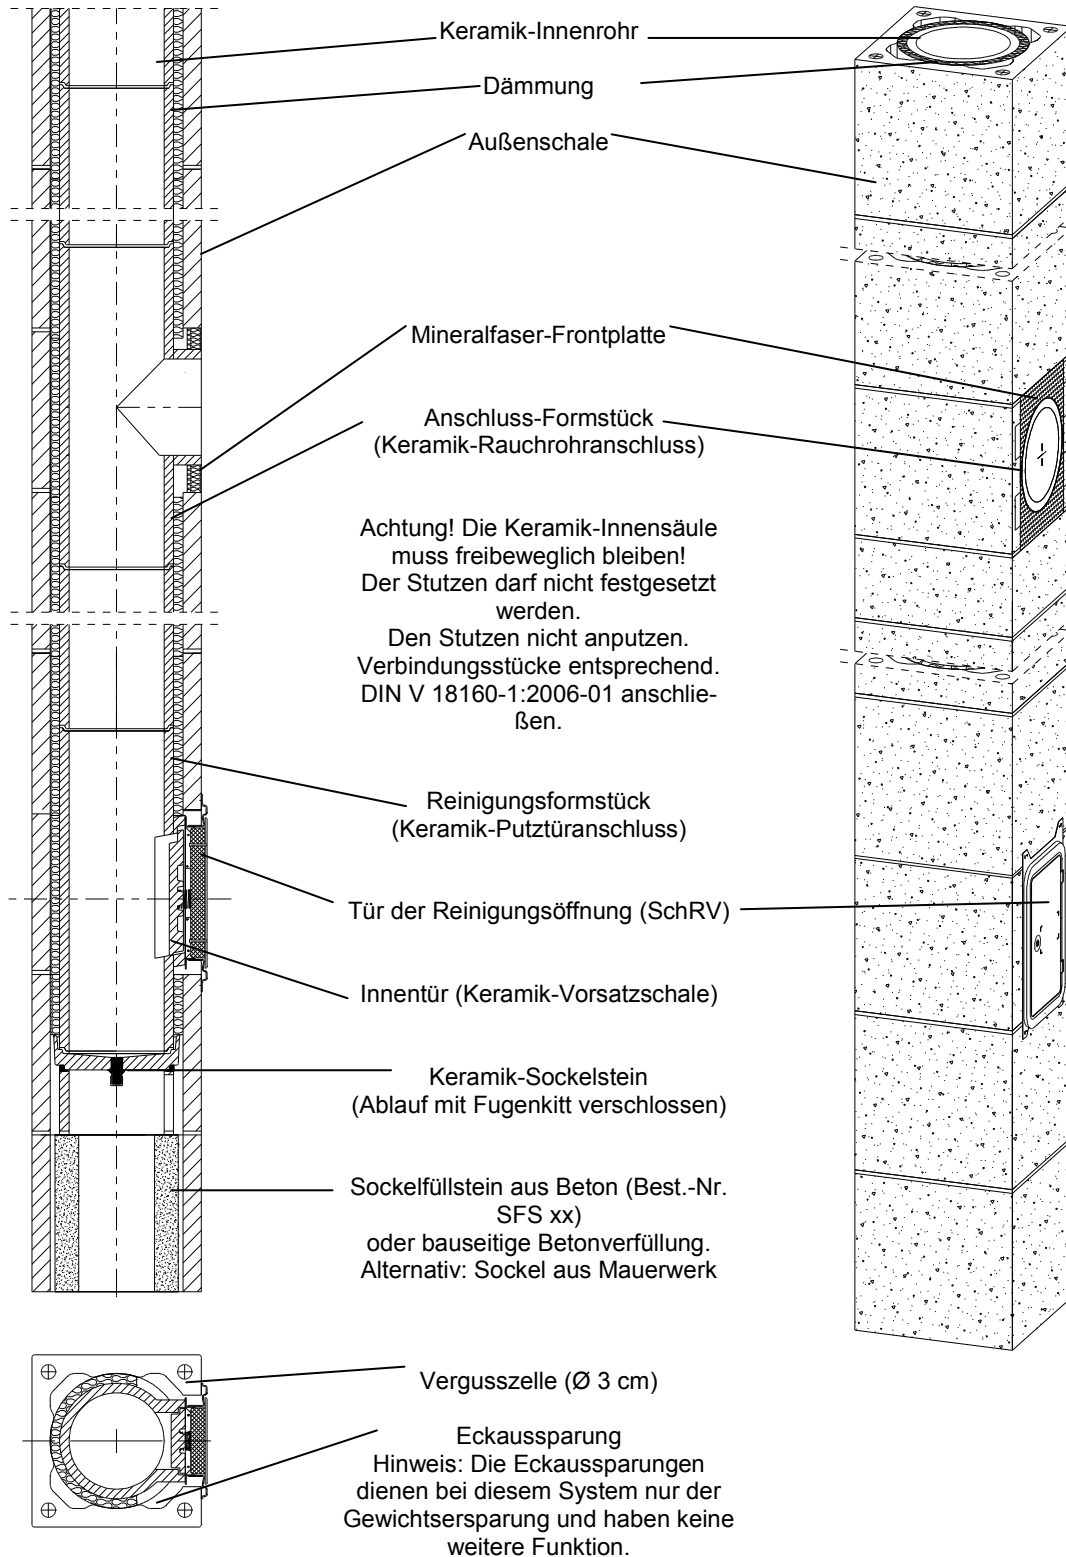 Keramik-Innenrohr
Dämmung
Außenschale
Mineralfaser-Frontplatte
Anschluss-Formstück
(Keramik-Rauchrohranschluss)
Achtung! Die Keramik-Innensäule
muss freibeweglich bleiben!
Der Stutzen darf nicht festgesetzt
werden.
Den Stutzen nicht anputzen.
Verbindungsstücke entsprechend.
DIN V 18160-1:2006-01 anschlie-
ßen.
Reinigungsformstück
(Keramik-Putztüranschluss)
Tür der Reinigungsöffnung (SchRV)
Innentür (Keramik-Vorsatzschale)
Keramik-Sockelstein
(Ablauf mit Fugenkitt verschlossen)
Sockelfüllstein aus Beton (Best.-Nr.
SFS xx)
oder bauseitige Betonverfüllung.
Alternativ: Sockel aus Mauerwerk
Vergusszelle (Ø 3 cm)
Eckaussparung
Hinweis: Die Eckaussparungen
dienen bei diesem System nur der
Gewichtsersparung und haben keine
weitere Funktion.